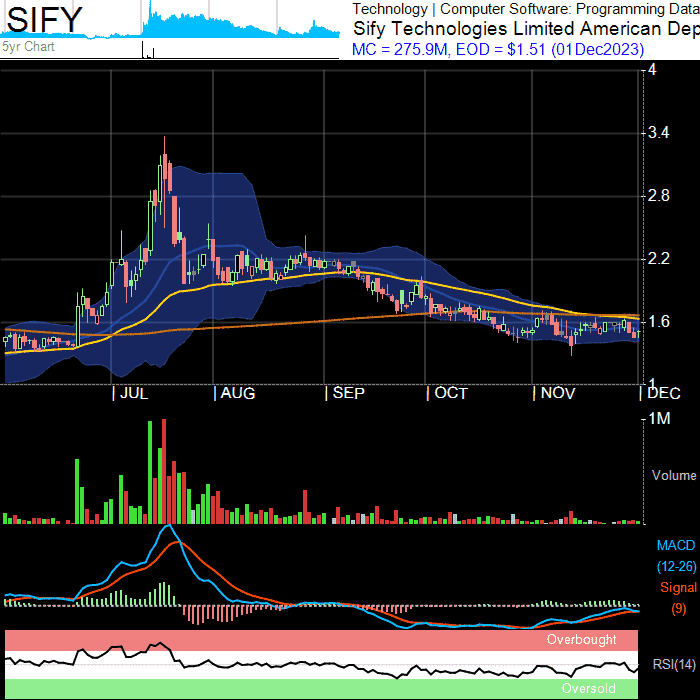 SIFY
5yr Chart
Technology | Computer Software: Programming Data
Sify Technologies Limited American Dep
MC = 275.9M, EOD = $1.51 (01Dec2023)
4
3.4
2.8
2.2
1.6
1
JUL AUG SEP OCT NOV DEC
1M
Volume
MACD
(12-26)
Signal
(9)
Overbought
RSI(14)
Oversold